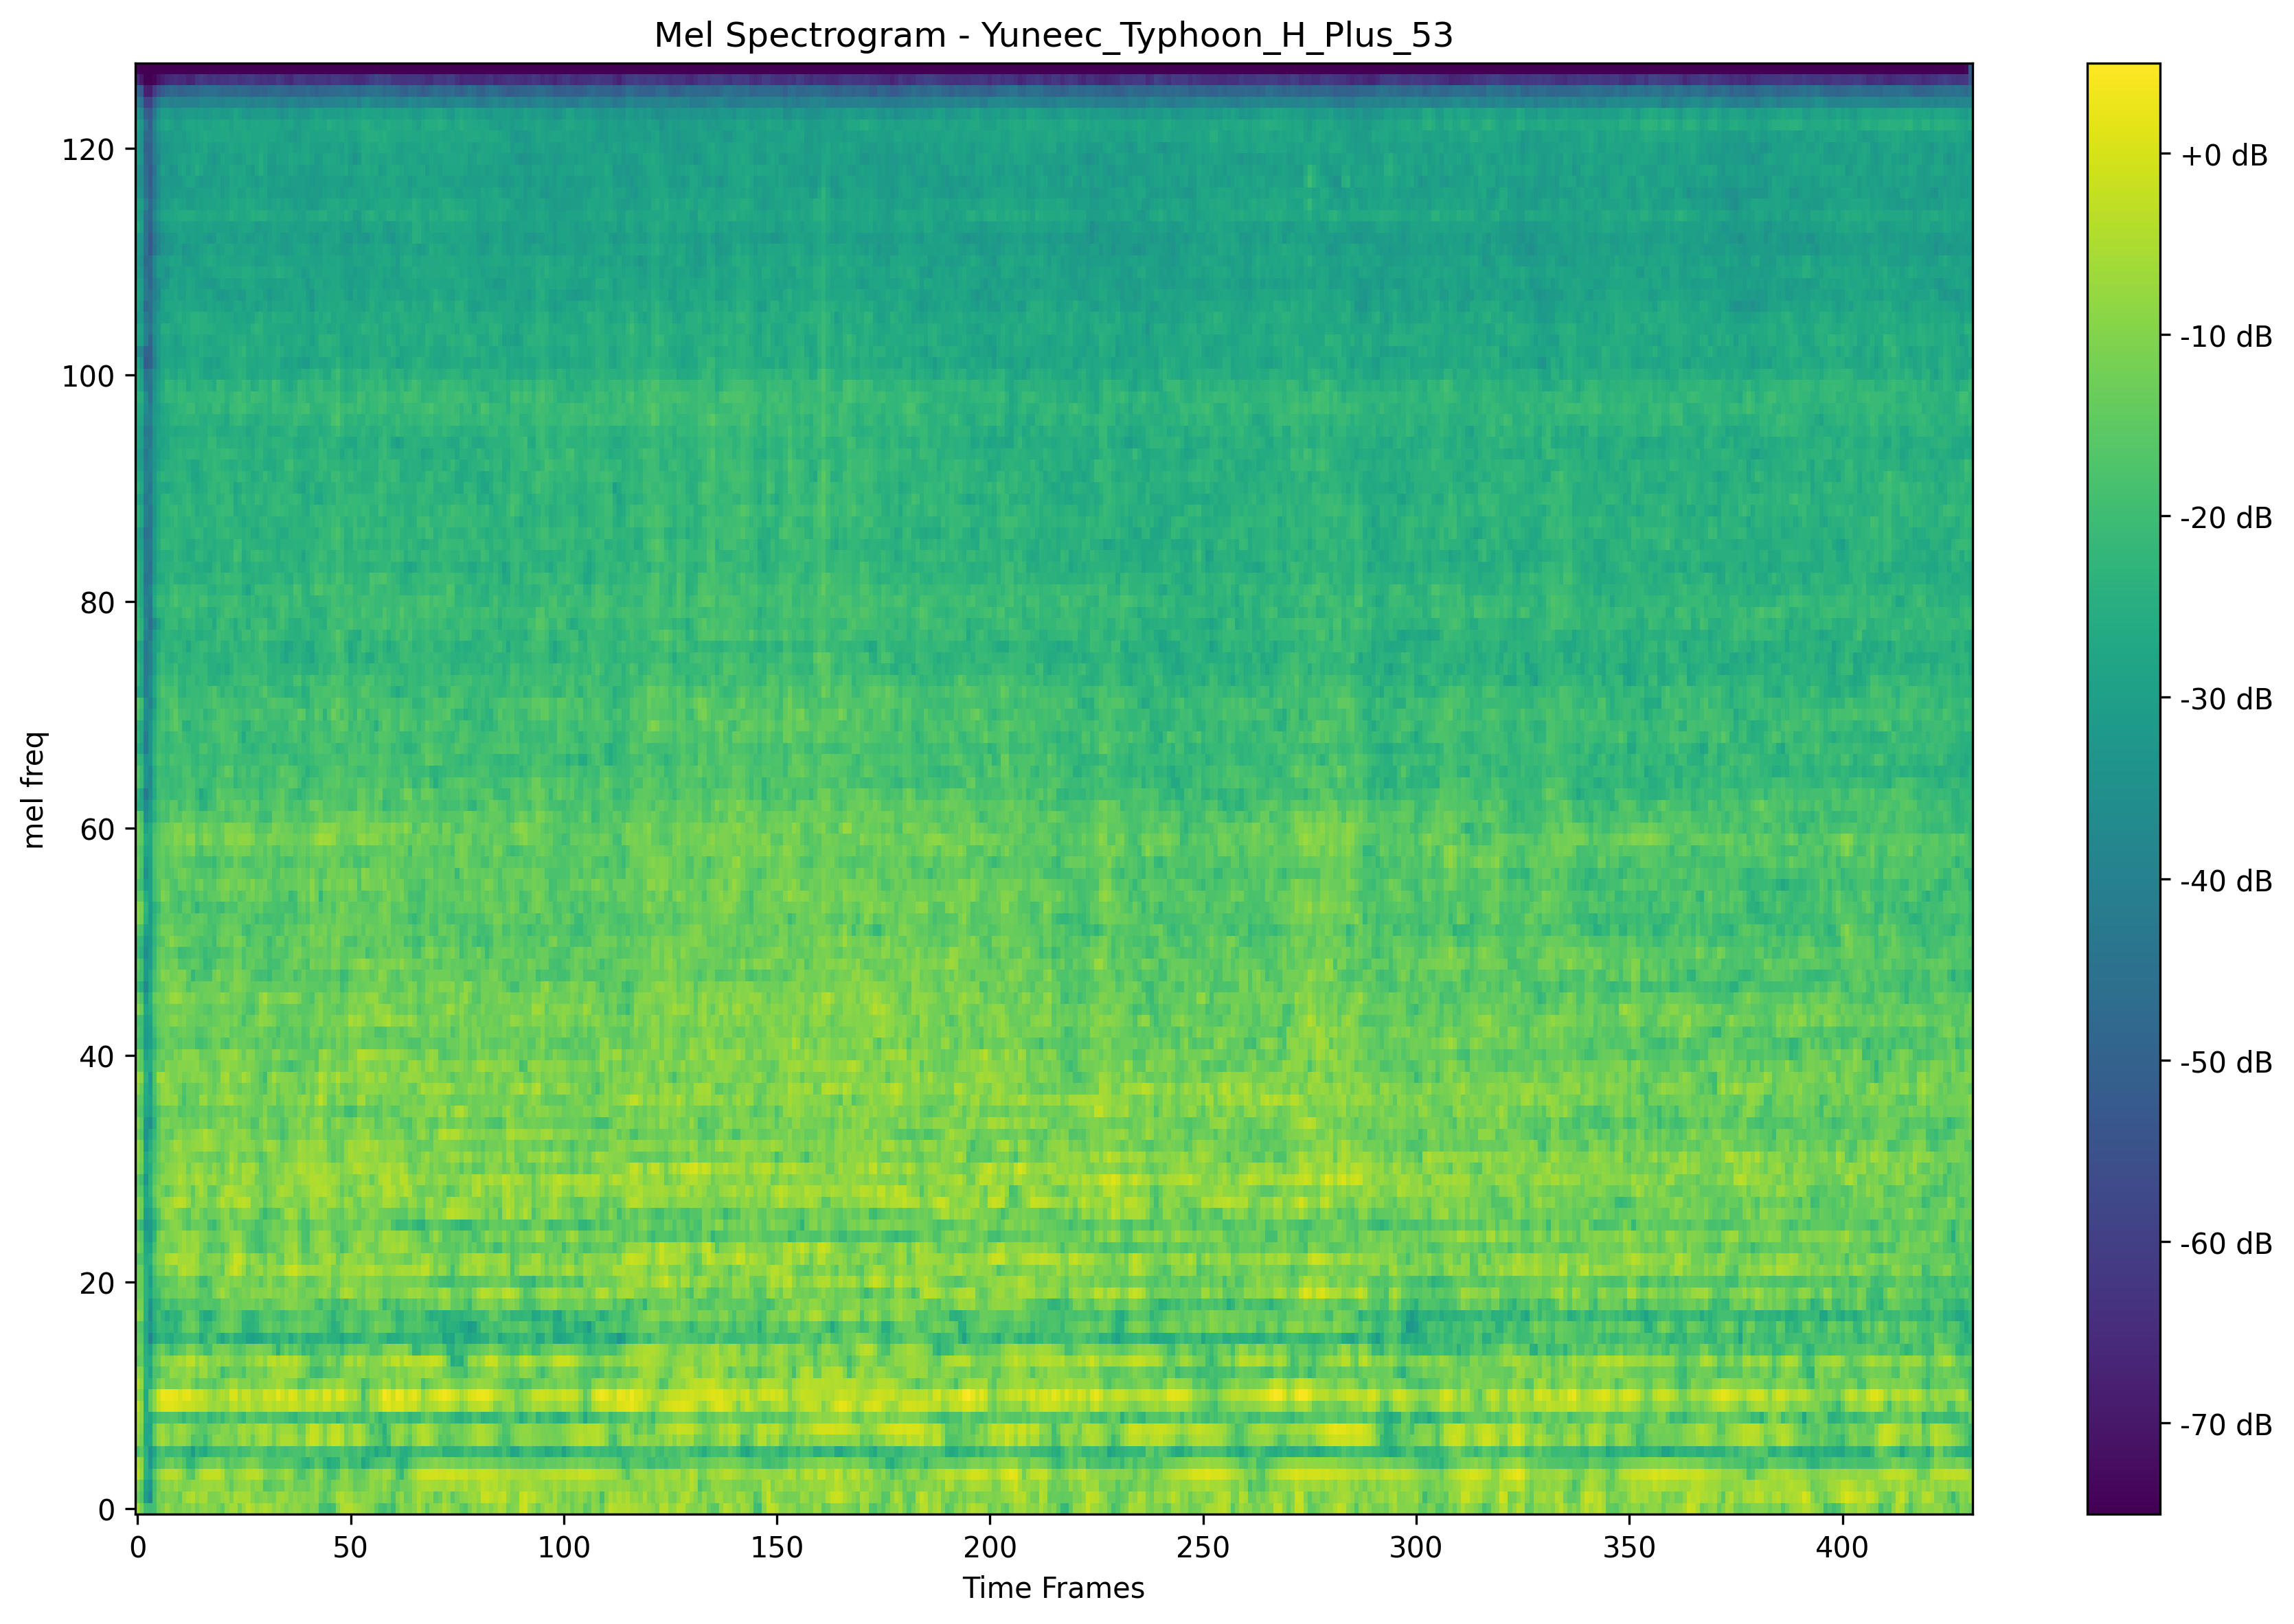 Mel Spectrogram - Yuneec_Typhoon_H_Plus_53
mel freq
120
100
80
60
40
20
0
0 50 100 150 200 250 300 350 400
Time Frames
+0 dB
-10 dB
-20 dB
-30 dB
-40 dB
-50 dB
-60 dB
-70 dB